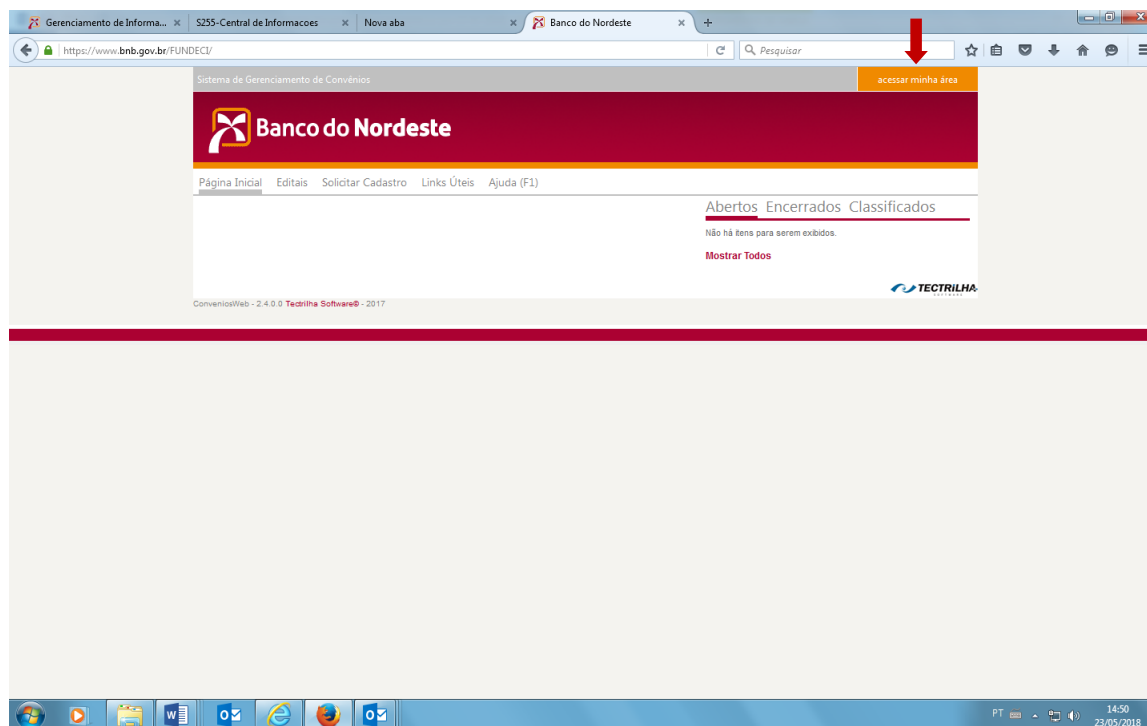 Gerenciamento de Informa...
S255-Central de Informacoes
Nova aba
Banco do Nordeste
https://www.bnb.gov.br/FUNDECI/
Pesquisar
Sistema de Gerenciamento de Convênios
acessar minha área
Banco do Nordeste
Página Inicial Editais Solicitar Cadastro Links Úteis Ajuda (F1)
Abertos Encerrados Classificados
Não há itens para serem exibidos.
Mostrar Todos
TECTRILHA
SOFTWARE
ConveniosWeb - 2.4.0.0 Tectrilha Software® - 2017
PT
14:50
23/05/2018